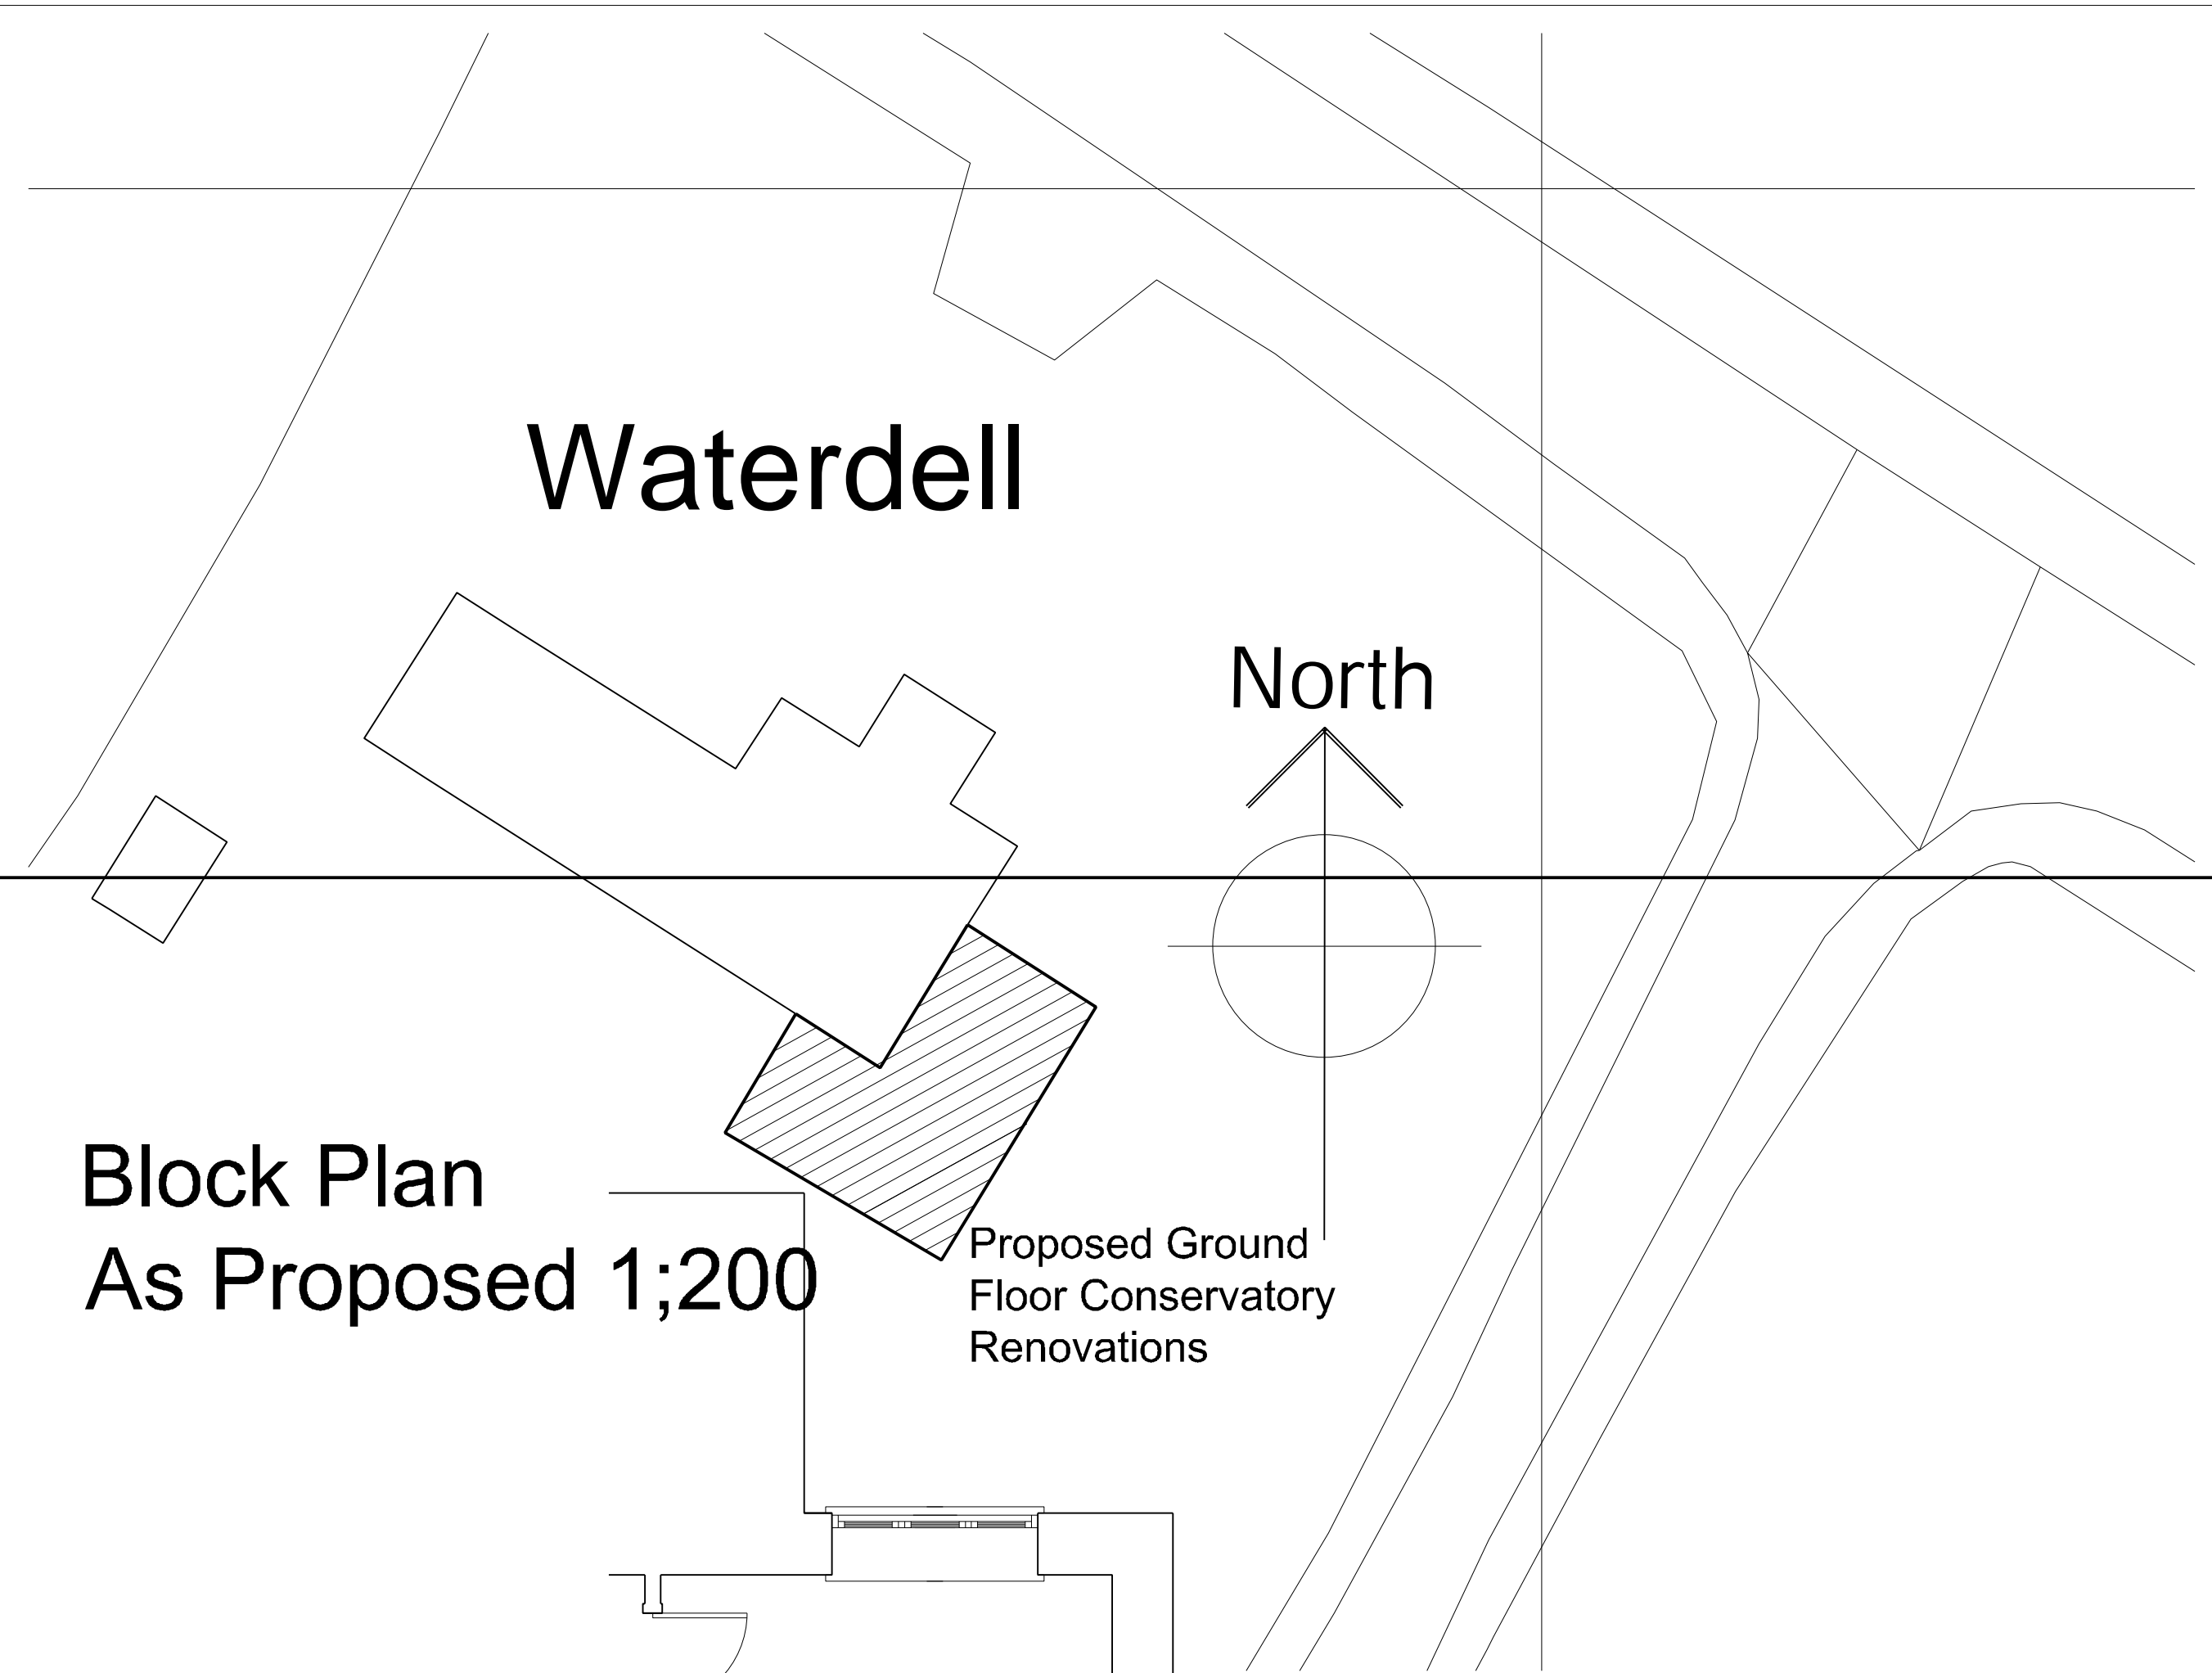 Waterdell
North
Block Plan
As Proposed 1;200
Proposed Ground
Floor Conservatory
Renovations